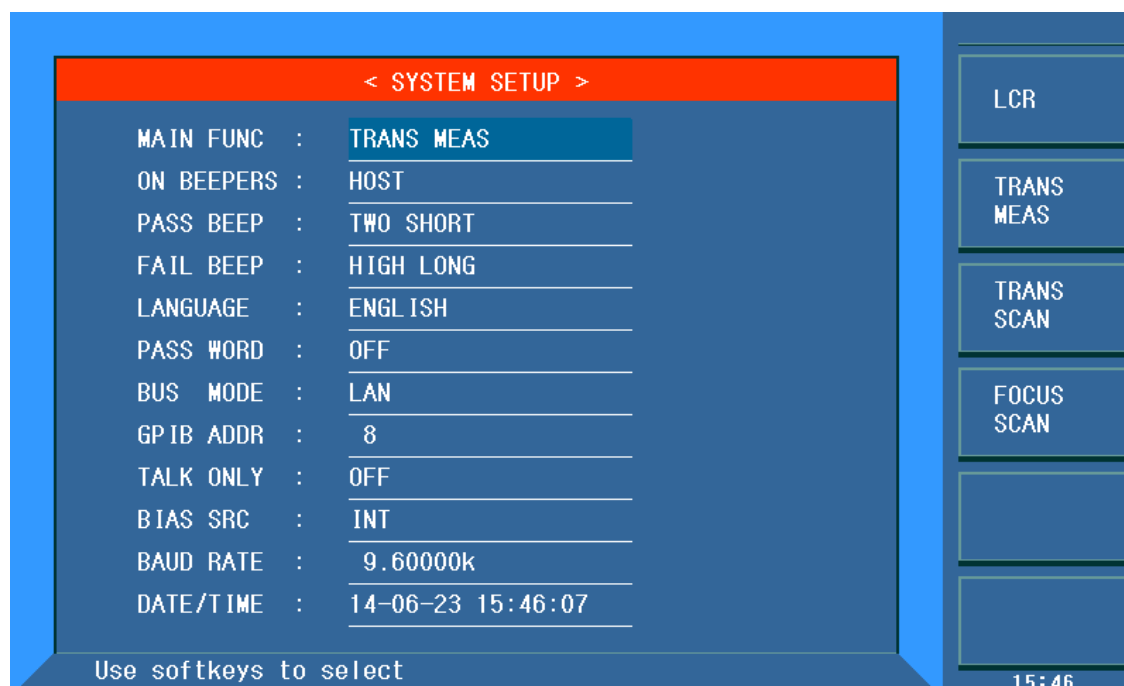 < SYSTEM SETUP >
MAIN FUNC : TRANS MEAS
ON BEEPERS : HOST
PASS BEEP : TWO SHORT
FAIL BEEP : HIGH LONG
LANGUAGE : ENGLISH
PASS WORD : OFF
BUS MODE : LAN
GPIB ADDR : 8
TALK ONLY : OFF
BIAS SRC : INT
BAUD RATE : 9.60000k
DATE/TIME : 14-06-23 15:46:07
Use softkeys to select
LCR
TRANS
MEAS
TRANS
SCAN
FOCUS
SCAN
15:46